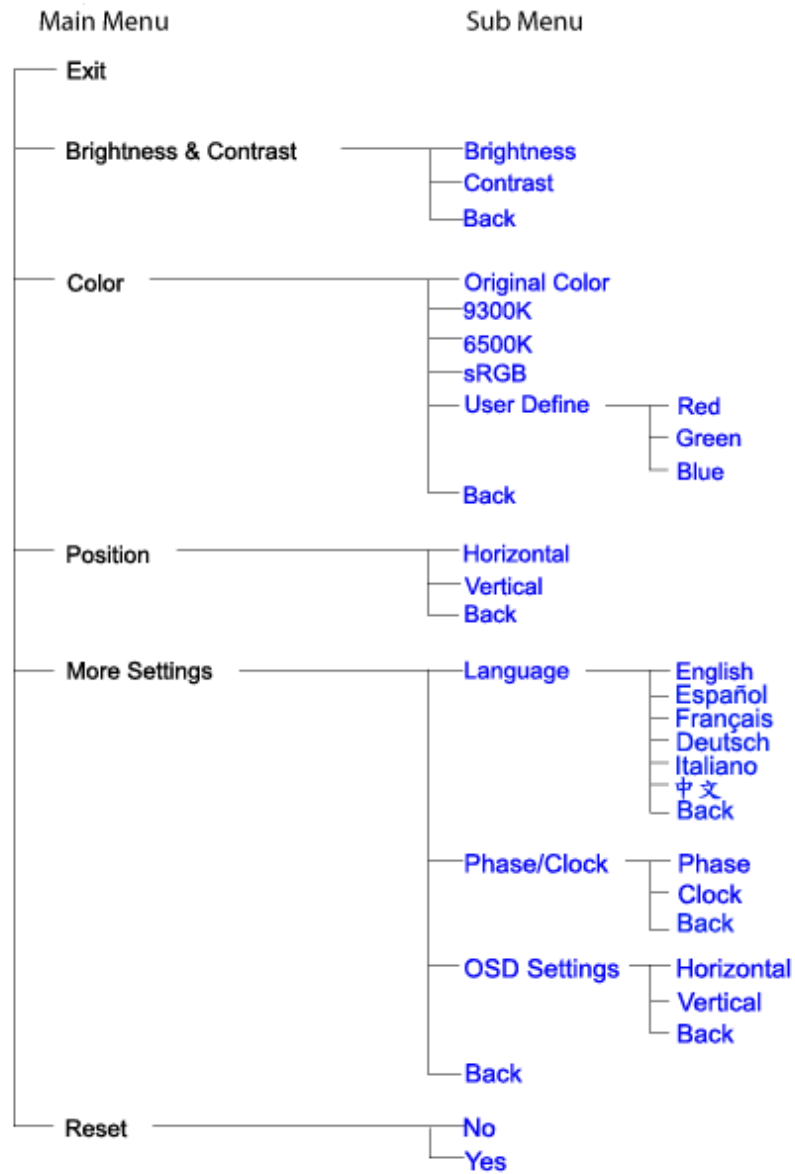 Main Menu Sub Menu
Exit
Brightness & Contrast Brightness
Contrast
Back
Color Original Color
9300K
6500K
sRGB
User Define Red
Green
Blue
Back
Position Horizontal
Vertical
Back
More Settings Language English
Español
Français
Deutsch
Italiano
中文
Back
Phase/Clock Phase
Clock
Back
OSD Settings Horizontal
Vertical
Back
Back
Reset No
Yes